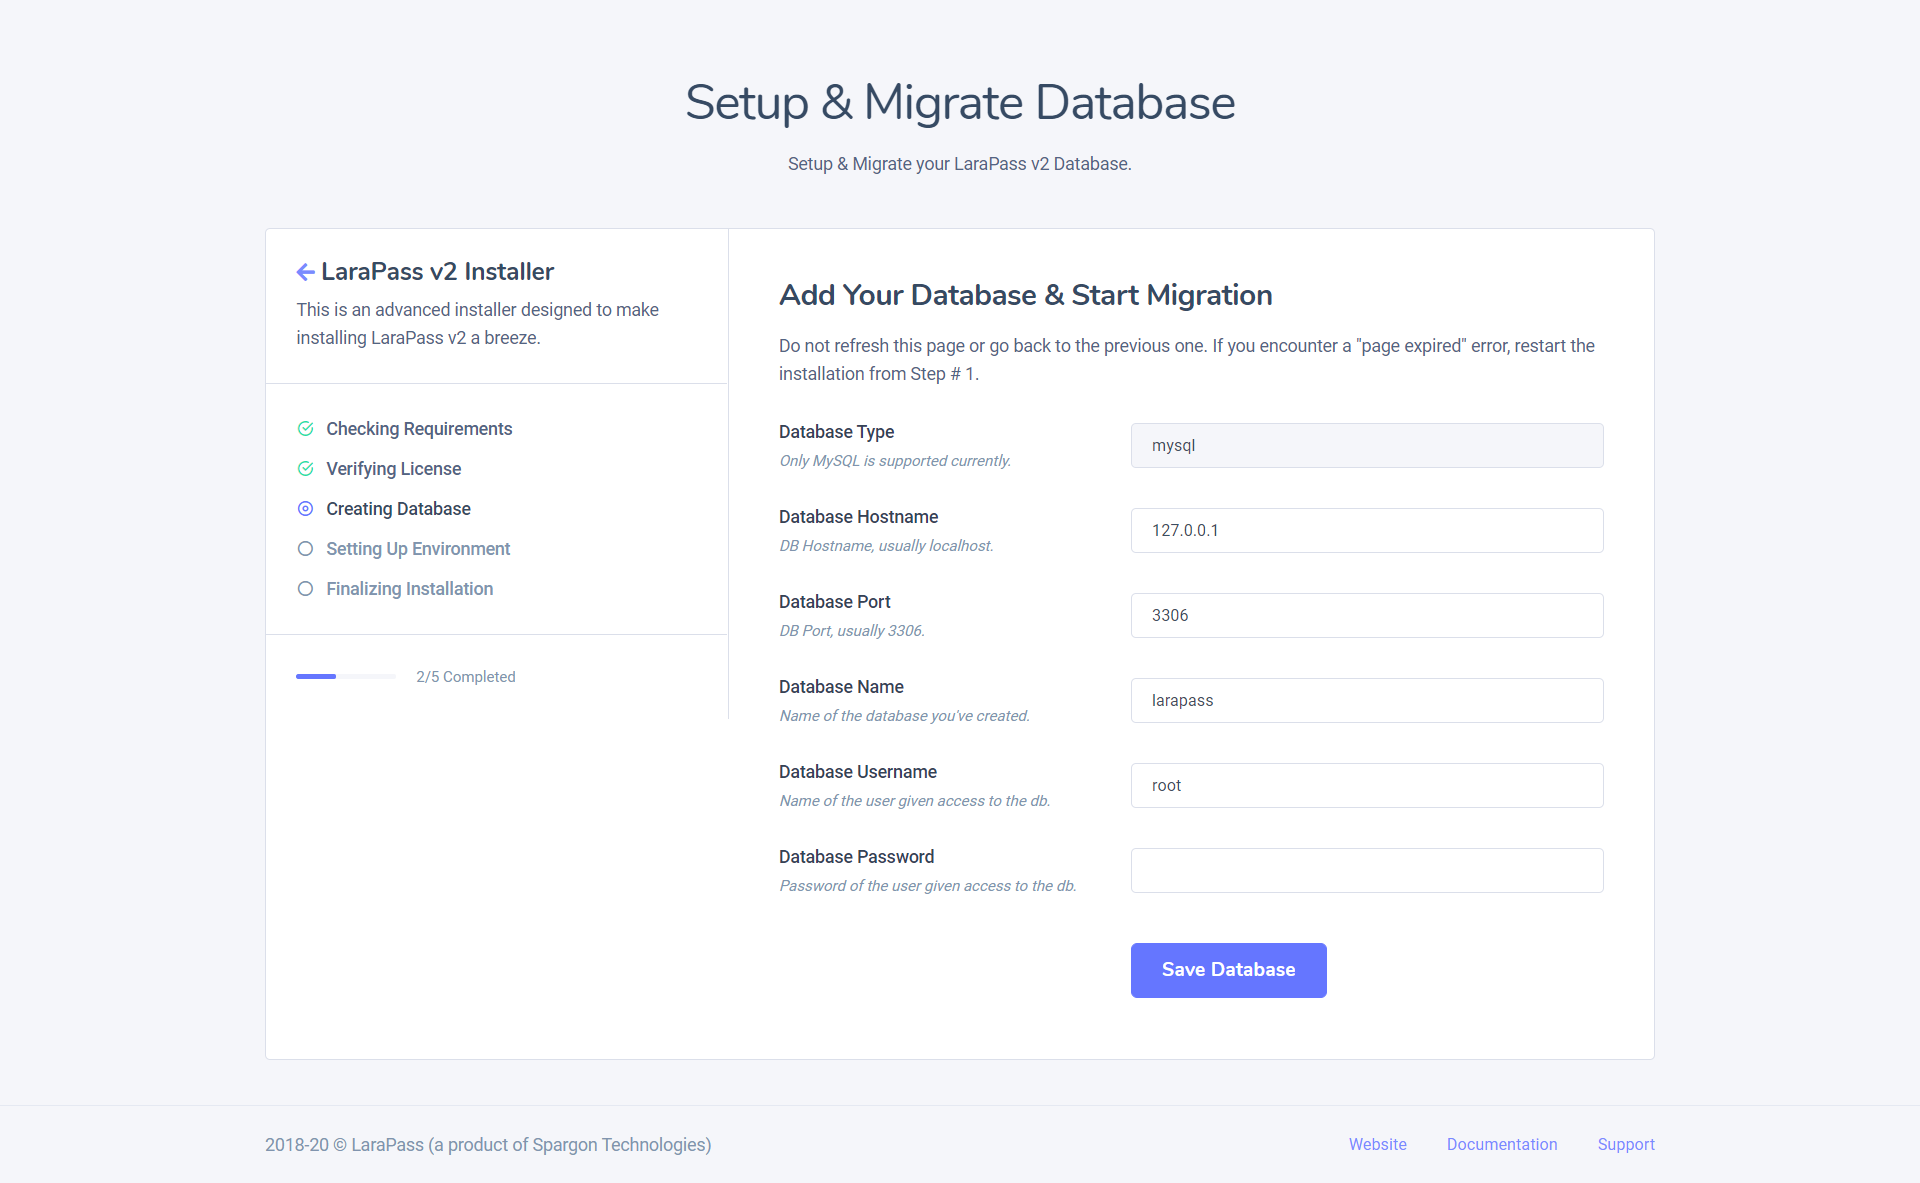 Setup & Migrate Database
Setup & Migrate your LaraPass v2 Database.
LaraPass v2 Installer
This is an advanced installer designed to make
installing LaraPass v2 a breeze.
Checking Requirements
Verifying License
Creating Database
Setting Up Environment
Finalizing Installation
2/5 Completed
Add Your Database & Start Migration
Do not refresh this page or go back to the previous one. If you encounter a "page expired" error, restart the
installation from Step # 1.
Database Type
Only MySQL is supported currently.
mysql
Database Hostname
DB Hostname, usually localhost.
127.0.0.1
Database Port
DB Port, usually 3306.
3306
Database Name
Name of the database you've created.
larapass
Database Username
Name of the user given access to the db.
root
Database Password
Password of the user given access to the db.
Save Database
2018-20 © LaraPass (a product of Spargon Technologies)
Website Documentation Support